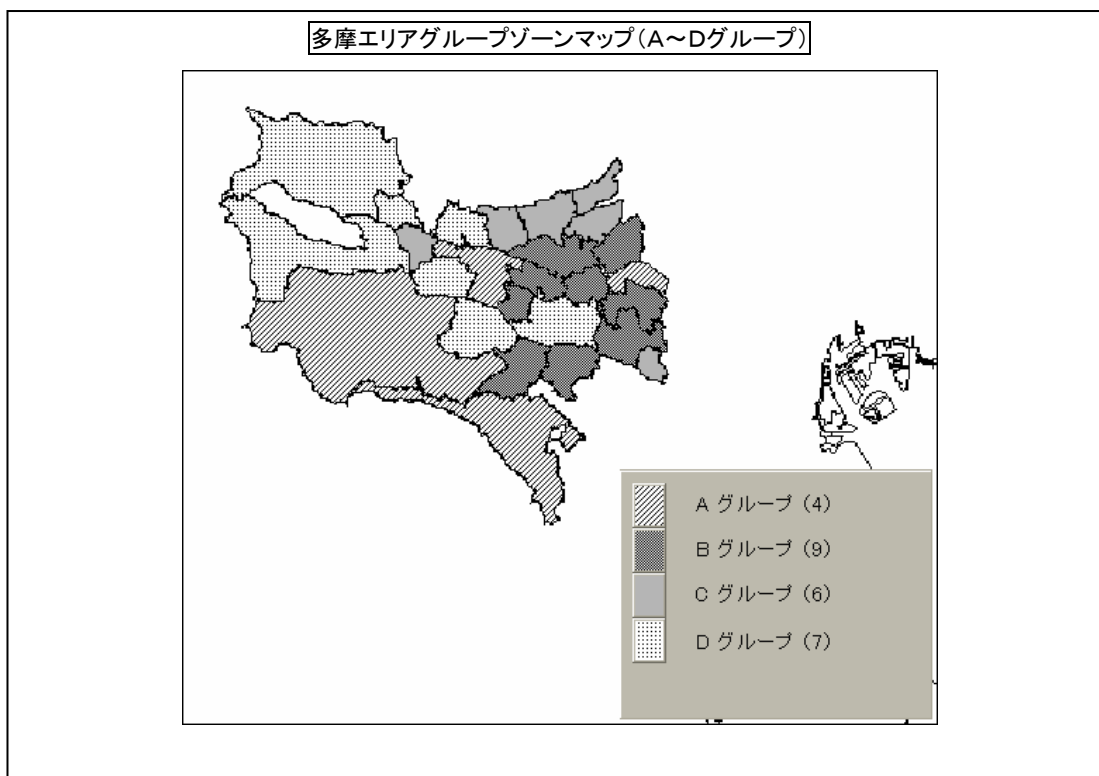 多摩エリアグループゾーンマップ(A～Dグループ)
A グループ (4)
B グループ (9)
C グループ (6)
D グループ (7)